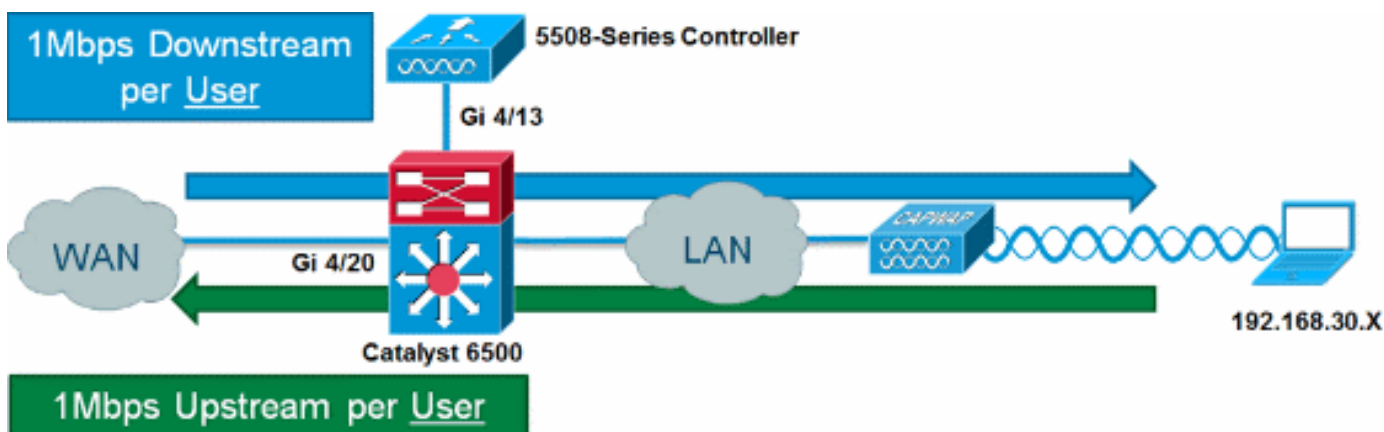 1Mbps Downstream
per User
5508-Series Controller
Gi 4/13
WAN
Gi 4/20
LAN
CAPWAP
192.168.30.X
Catalyst 6500
1Mbps Upstream per User